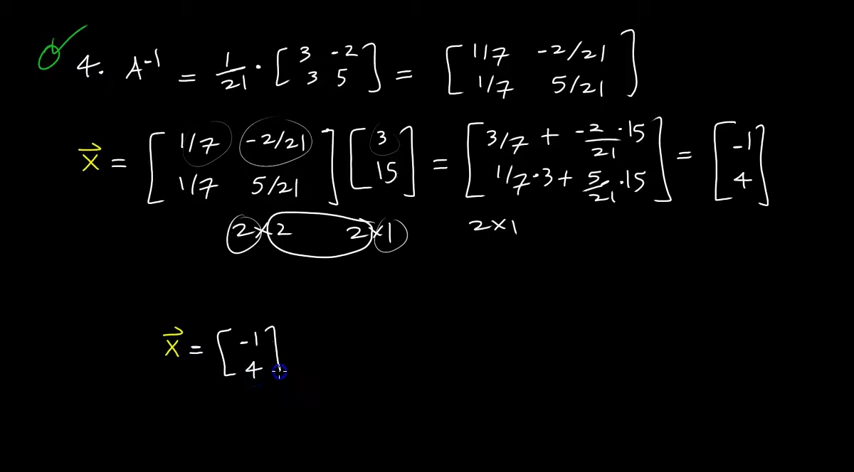 4. A⁻¹ = 1/21 · [3 -2; 3 5] = [1/7 -2/21; 1/7 5/21]
x⃗ = [1/7 -2/21; 1/7 5/21] [3; 15] = [3/7 + -2/21 · 15; 1/7 · 3 + 5/21 · 15] = [-1; 4]
2×2 2×1 2×1
x⃗ = [-1; 4]